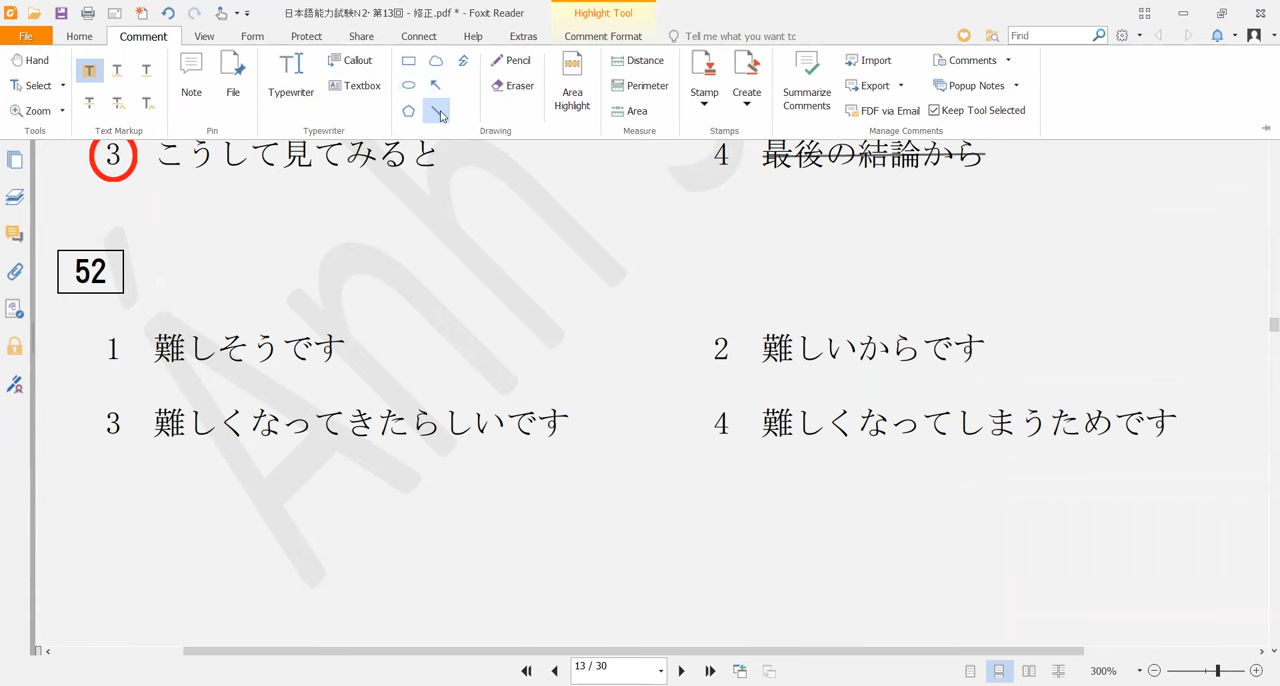 日本語能力試験N2・第13回 - 修正.pdf * - Foxit Reader
Highlight Tool
File Home Comment View Form Protect Share Connect Help Extras Comment Format Tell me what you want tc Find
Hand
Select
Zoom
Tools
Text Markup
Note
File
Pin
Typewriter
Callout
Textbox
Typewriter
Drawing
Pencil
Eraser
Area Highlight
Distance
Perimeter
Area
Measure
Stamp
Create
Stamps
Summarize Comments
Import
Export
FDF via Email
Comments
Popup Notes
Keep Tool Selected
Manage Comments
3 こうして見てみると
4 最後の結論から
52
1 難しそうです
2 難しいからです
3 難しくなってきたらしいです
4 難しくなってしまうためです
Ánh
13 / 30
300%